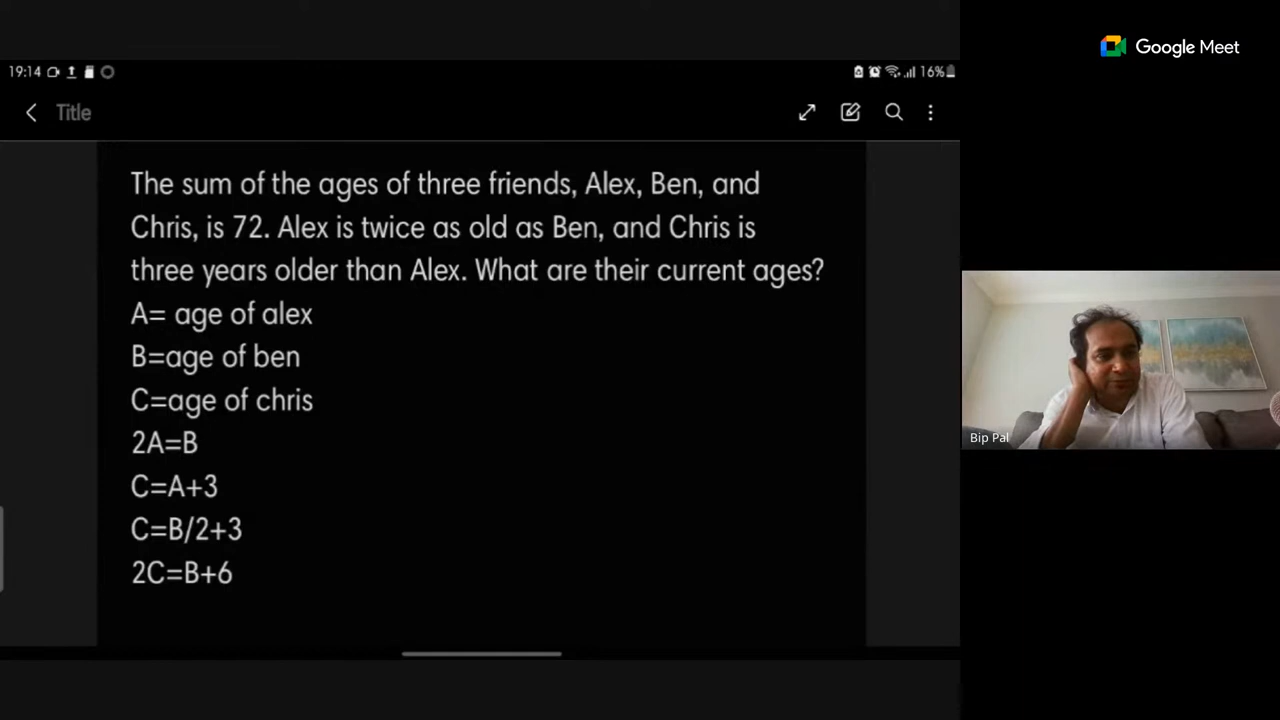 Google Meet
19:14
16%
Title
The sum of the ages of three friends, Alex, Ben, and
Chris, is 72. Alex is twice as old as Ben, and Chris is
three years older than Alex. What are their current ages?
A= age of alex
B=age of ben
C=age of chris
2A=B
C=A+3
C=B/2+3
2C=B+6
Bip Pal